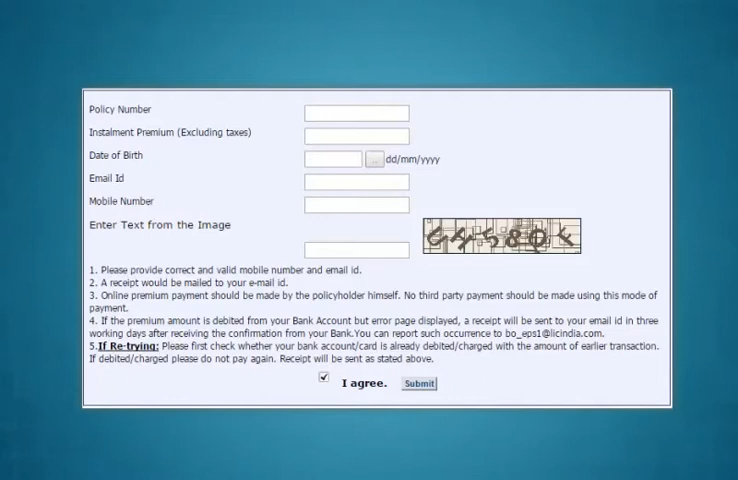 Policy Number
Instalment Premium (Excluding taxes)
Date of Birth
... dd/mm/yyyy
Email Id
Mobile Number
Enter Text from the Image
1. Please provide correct and valid mobile number and email id.
2. A receipt would be mailed to your e-mail id.
3. Online premium payment should be made by the policyholder himself. No third party payment should be made using this mode of
payment.
4. If the premium amount is debited from your Bank Account but error page displayed, a receipt will be sent to your email id in three
working days after receiving the confirmation from your Bank.You can report such occurrence to bo_eps1@licindia.com.
5.If Re-trying: Please first check whether your bank account/card is already debited/charged with the amount of earlier transaction.
If debited/charged please do not pay again. Receipt will be sent as stated above.
I agree. Submit